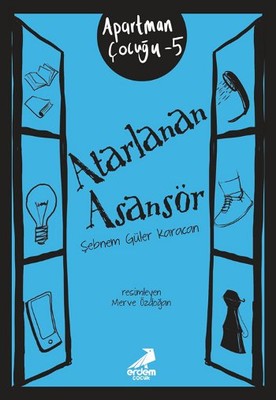 Apartman
Çocuğu-5
Atarlanan
Asansör
Şebnem Güler Karacan
resimleyen
Merve Özdoğan
erdem
ÇOCUK